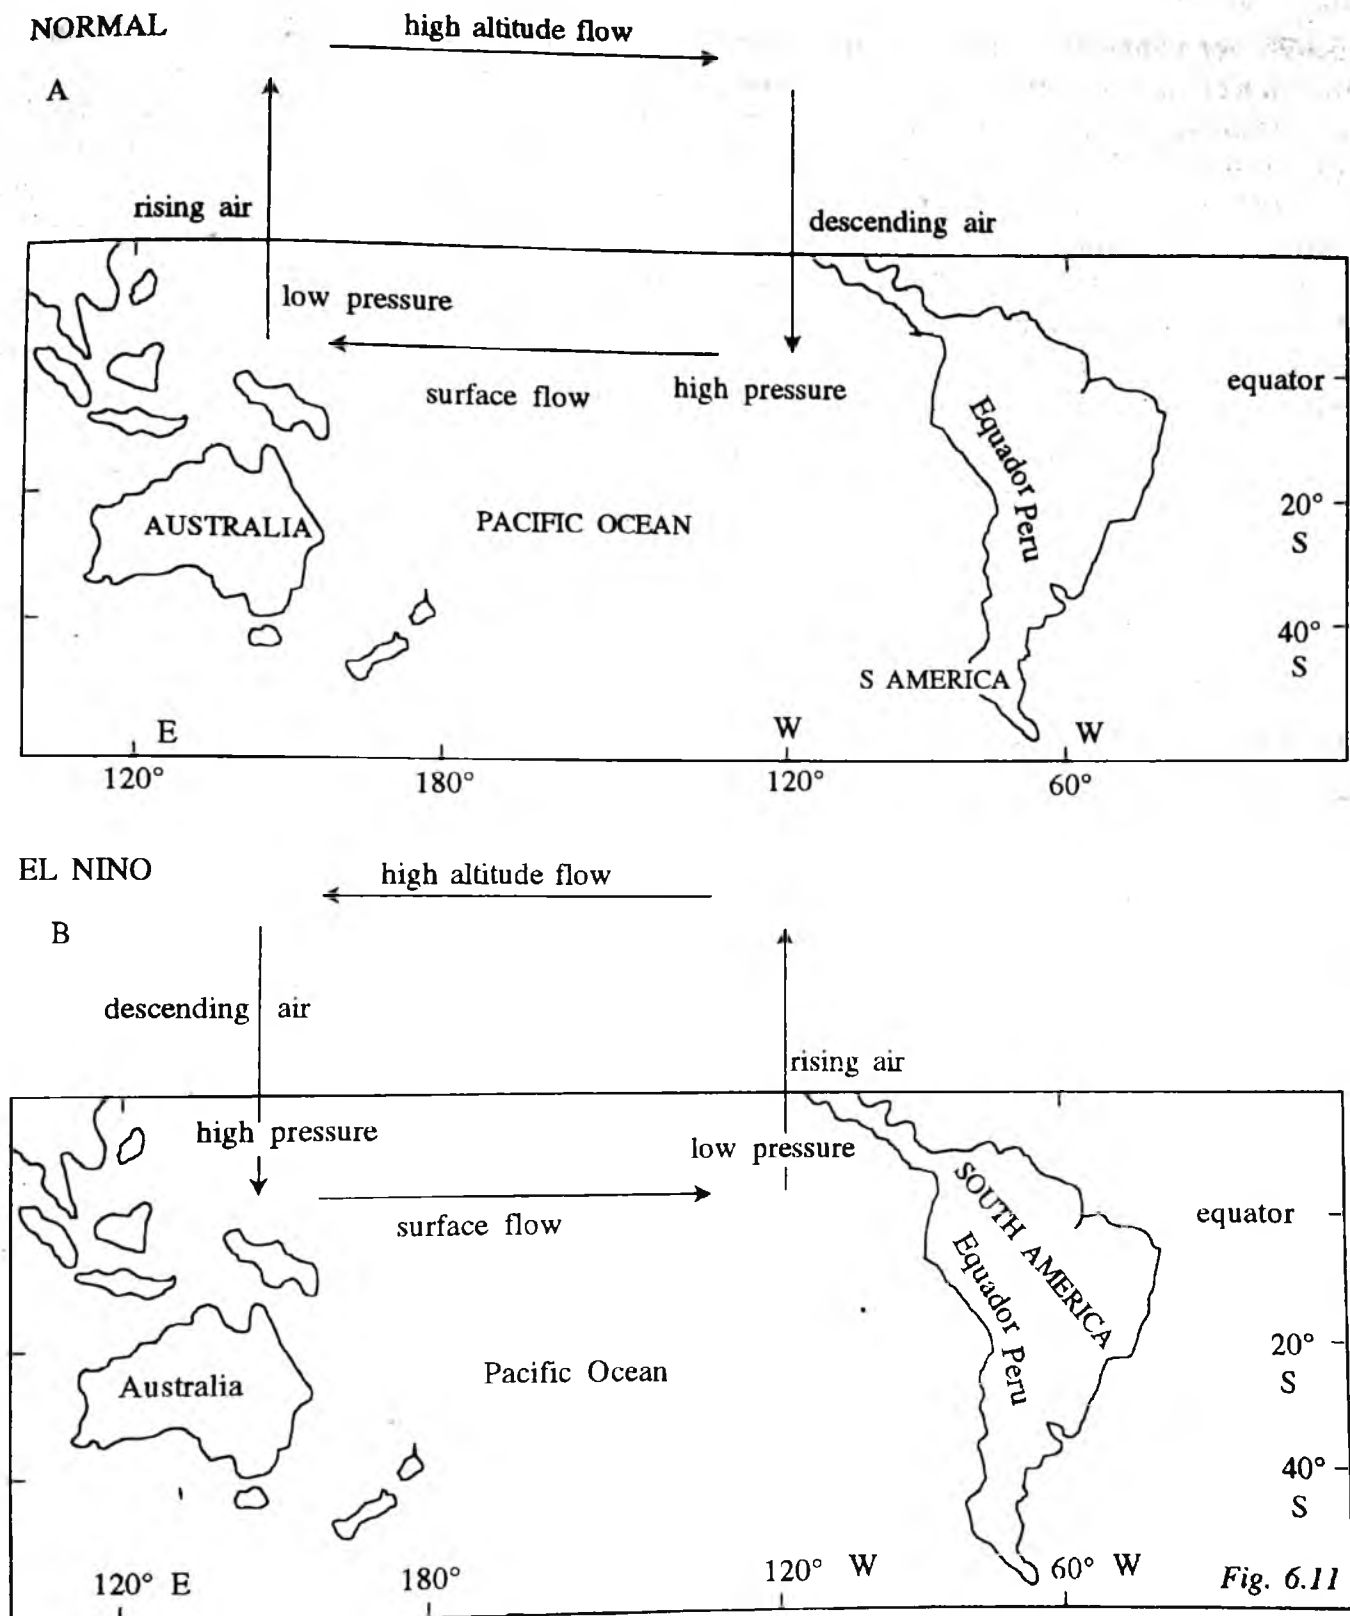 NORMAL
high altitude flow
A
rising air
descending air
low pressure
surface flow
high pressure
equator
Equador Peru
AUSTRALIA
PACIFIC OCEAN
20°
S
40°
S
S AMERICA
E
W
W
120°
180°
120°
60°
EL NINO
high altitude flow
B
descending air
rising air
high pressure
low pressure
surface flow
SOUTH AMERICA
equator
Equador Peru
Australia
Pacific Ocean
20°
S
40°
S
120° E
180°
120° W
60° W
Fig. 6.11